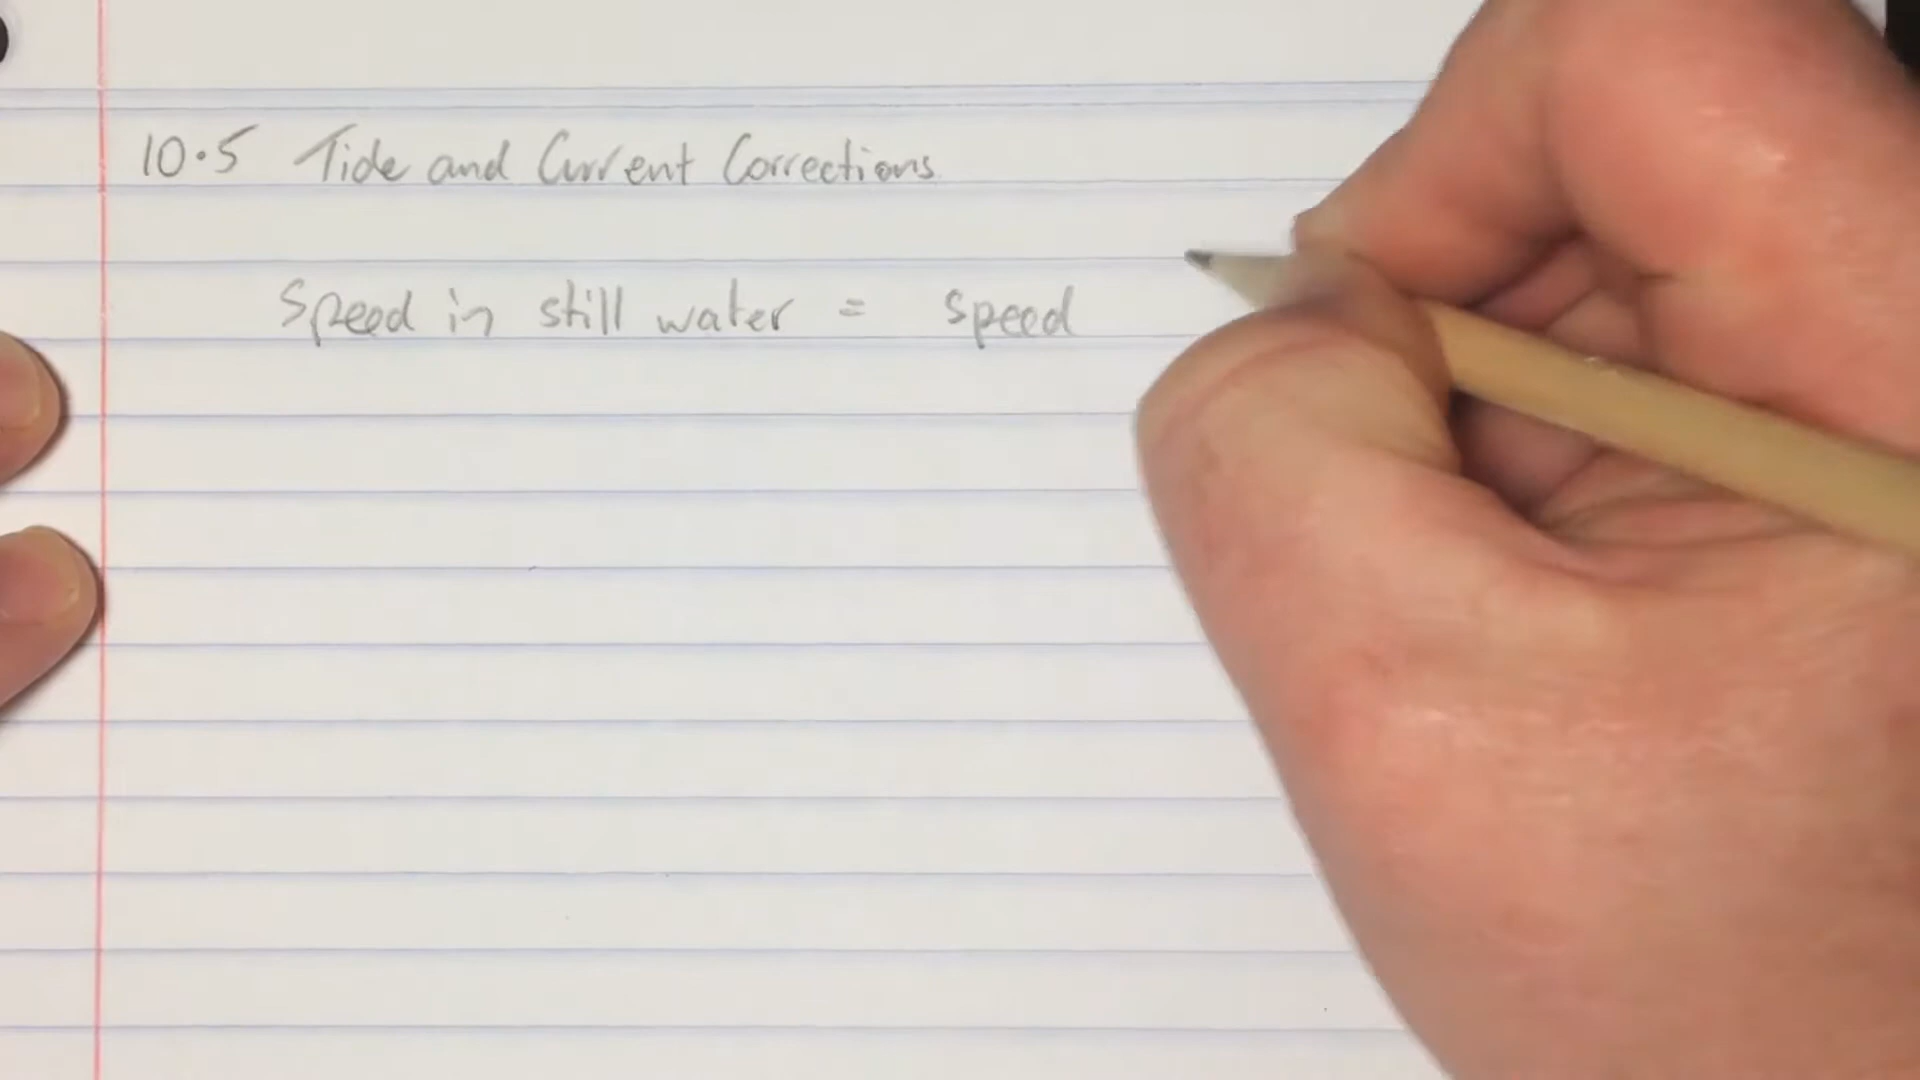 10.5 Tide and Current Corrections
Speed in still water = speed